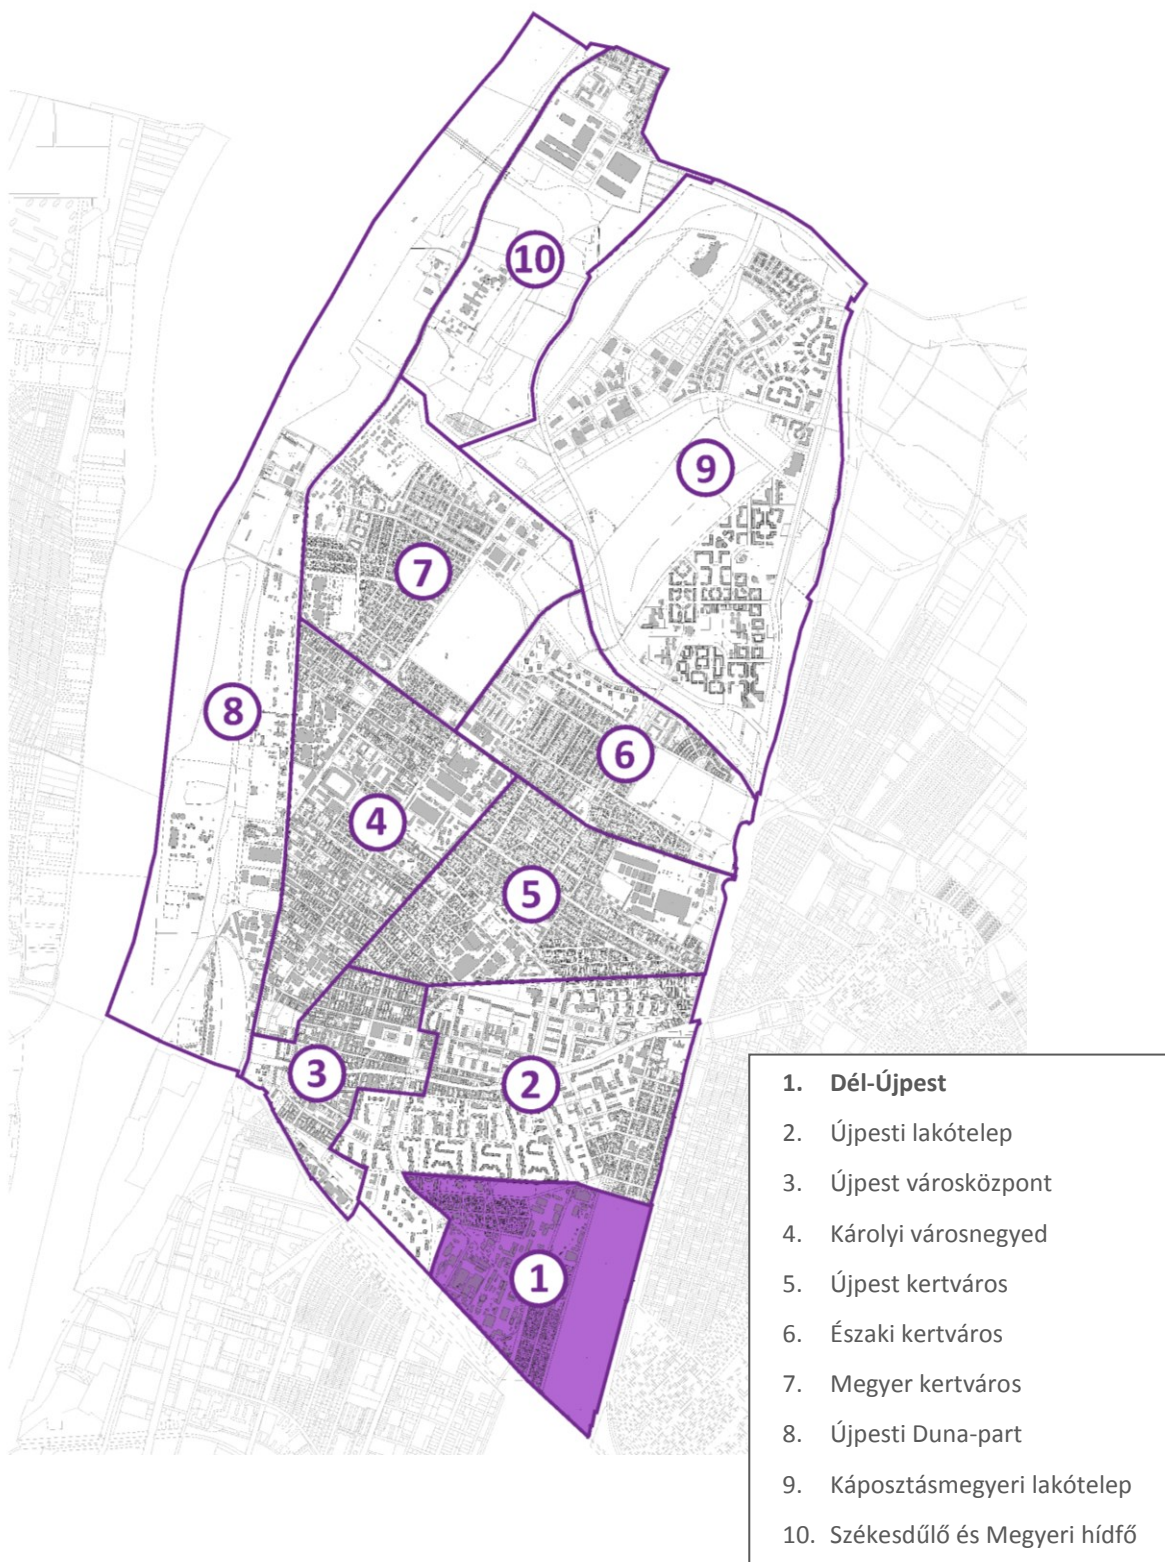 10
9
7
8
6
4
5
3
2
1
1. Dél-Újpest
2. Újpesti lakótelep
3. Újpest városközpont
4. Károlyi városnegyed
5. Újpest kertváros
6. Északi kertváros
7. Megyer kertváros
8. Újpesti Duna-part
9. Káposztásmegyeri lakótelep
10. Székesdűlő és Megyeri hídfő